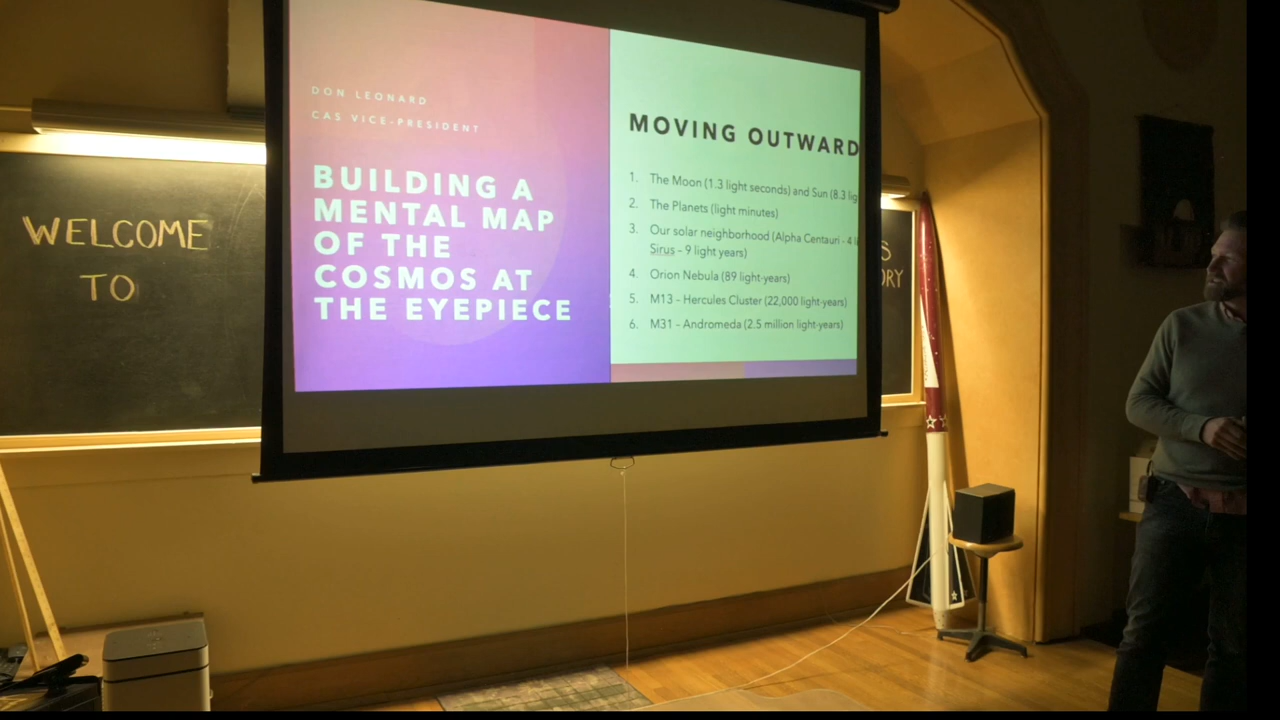 WELCOME
TO
DON LEONARD
CAS VICE-PRESIDENT
BUILDING A
MENTAL MAP
OF THE
COSMOS AT
THE EYEPIECE
MOVING OUTWARD
1. The Moon (1.3 light seconds) and Sun (8.3 lig
2. The Planets (light minutes)
3. Our solar neighborhood (Alpha Centauri - 4 l
Sirus – 9 light years)
4. Orion Nebula (89 light-years)
5. M13 – Hercules Cluster (22,000 light-years)
6. M31 – Andromeda (2.5 million light-years)
S
ORY